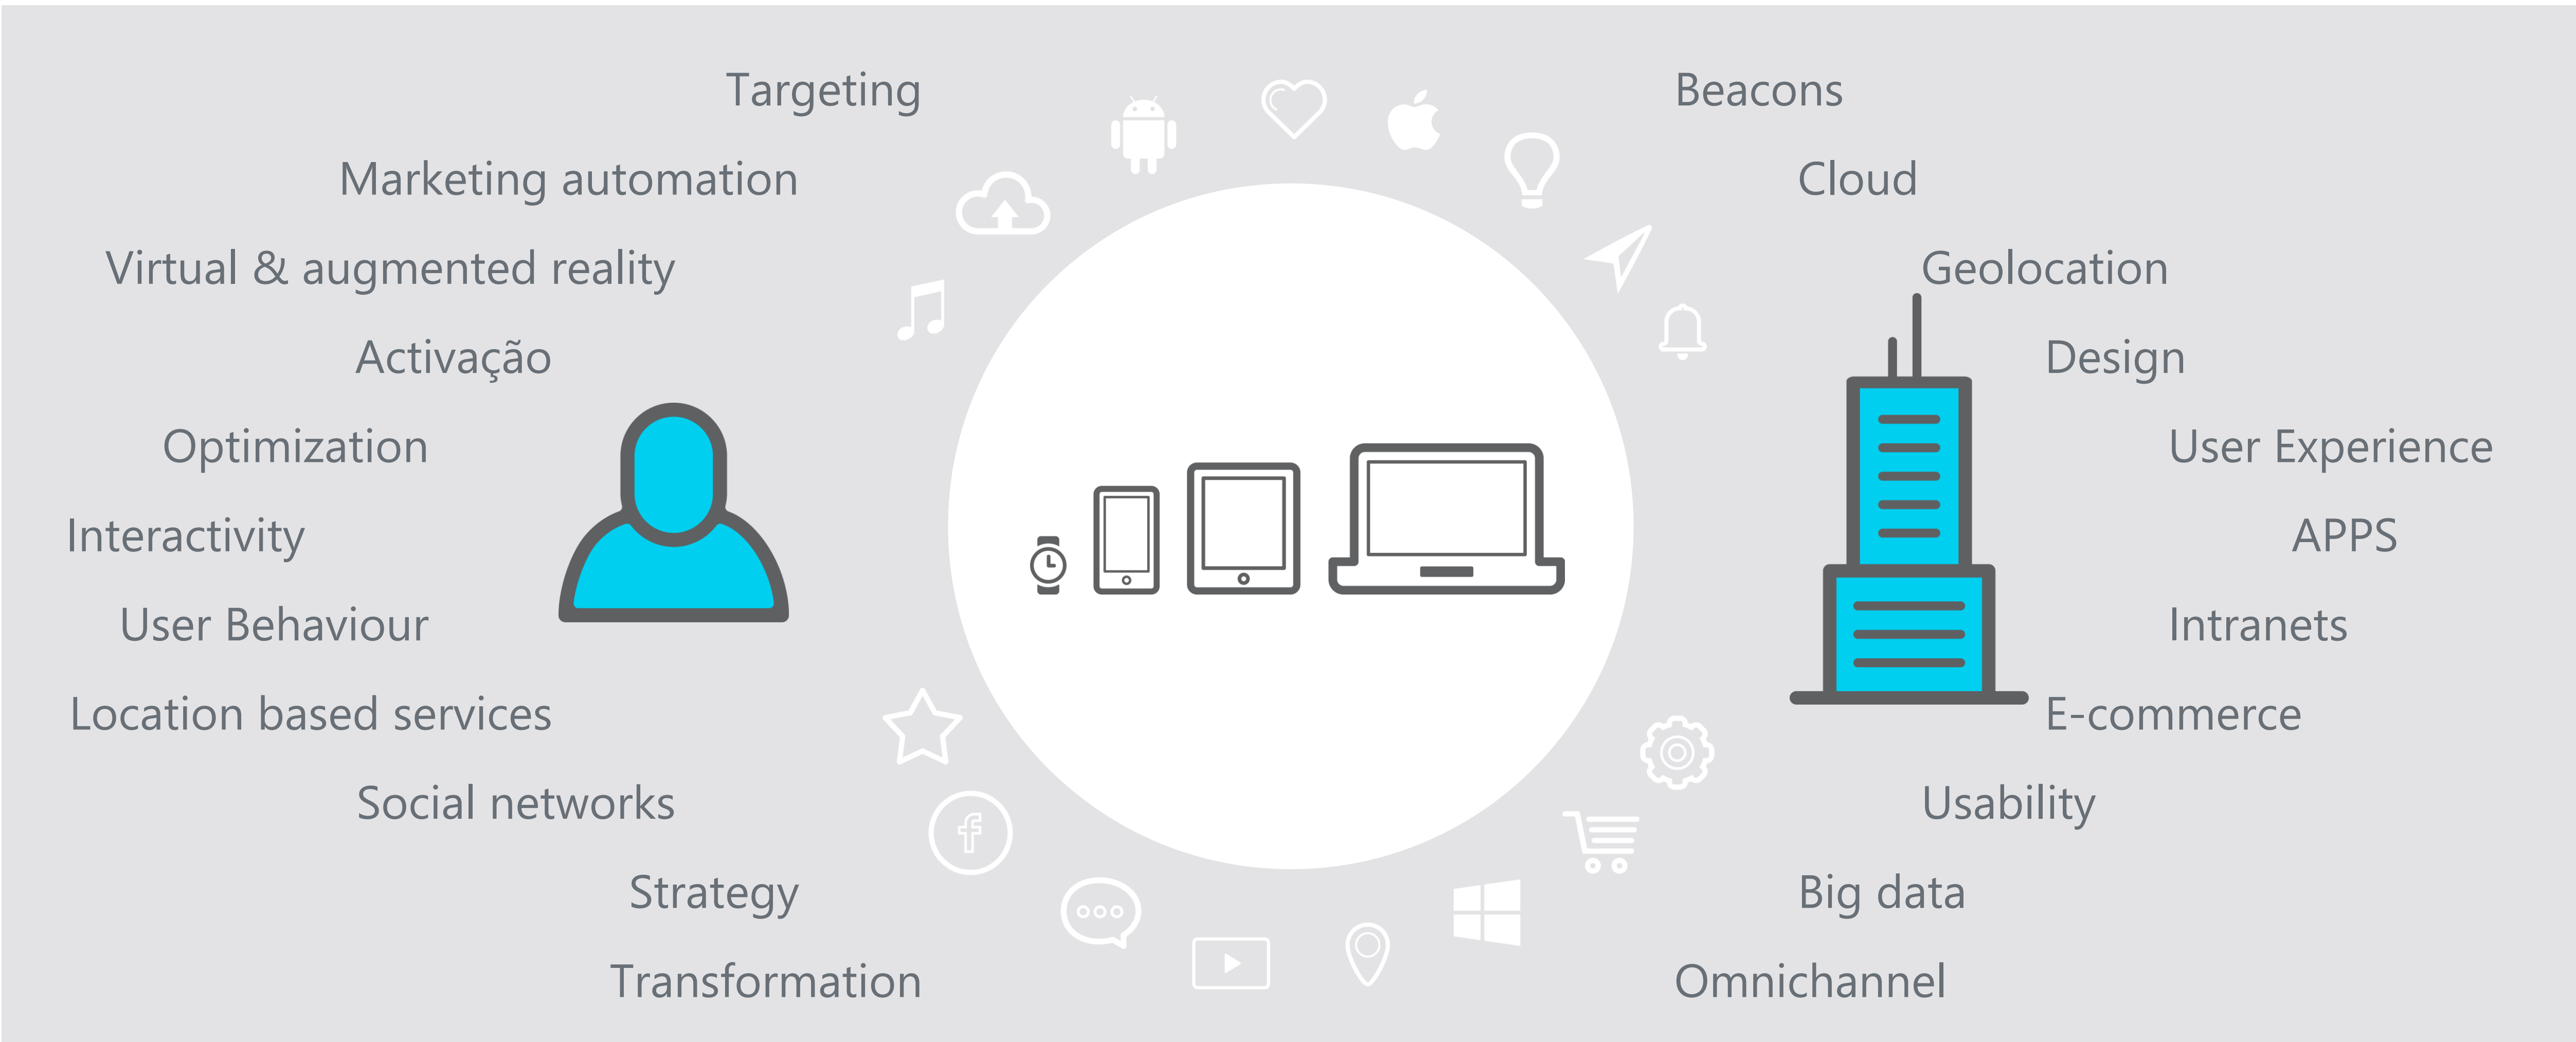 Targeting
Marketing automation
Virtual & augmented reality
Activação
Optimization
Interactivity
User Behaviour
Location based services
Social networks
Strategy
Transformation
Beacons
Cloud
Geolocation
Design
User Experience
APPS
Intranets
E-commerce
Usability
Big data
Omnichannel